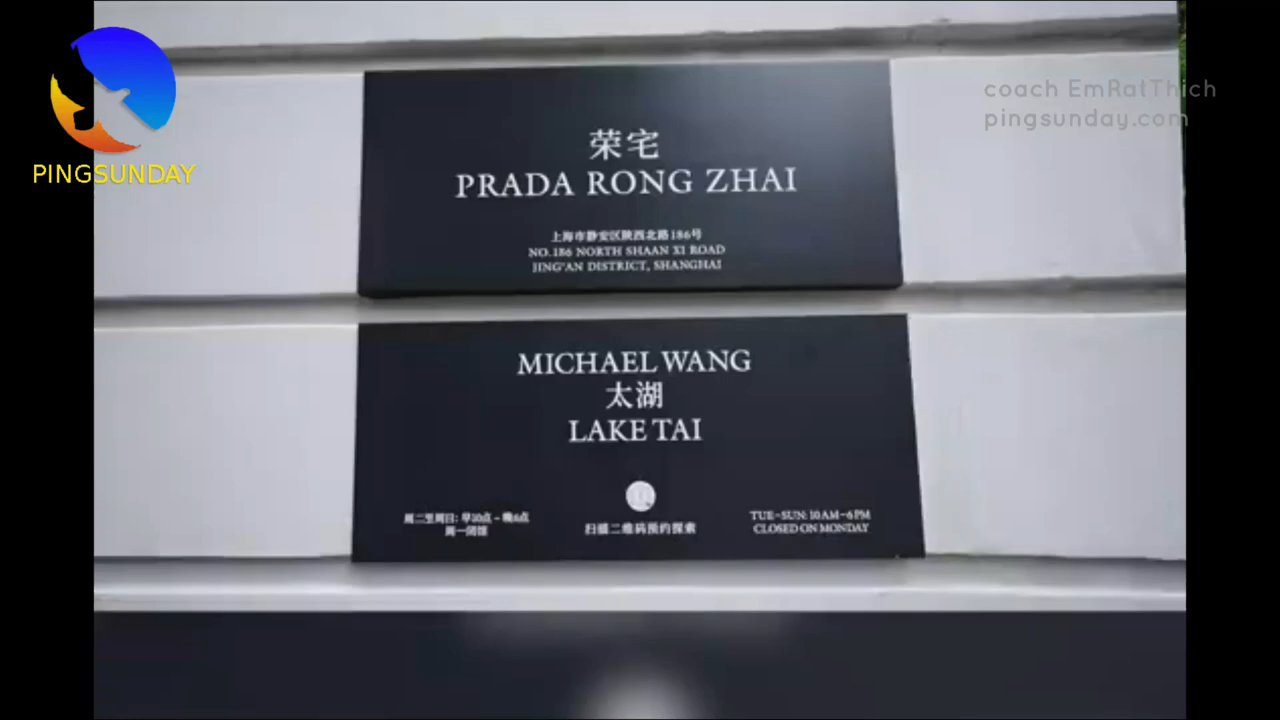 PINGSUNDAY
coach EmRatThich
pingsunday.com
荣宅
PRADA RONG ZHAI
上海市静安区陕西北路186号
NO.186 NORTH SHAAN XI ROAD
JING'AN DISTRICT, SHANGHAI
MICHAEL WANG
太湖
LAKE TAI
周二至周日: 早10点-晚6点
周一闭馆
扫描二维码预约探索
TUE-SUN: 10AM-6PM
CLOSED ON MONDAY